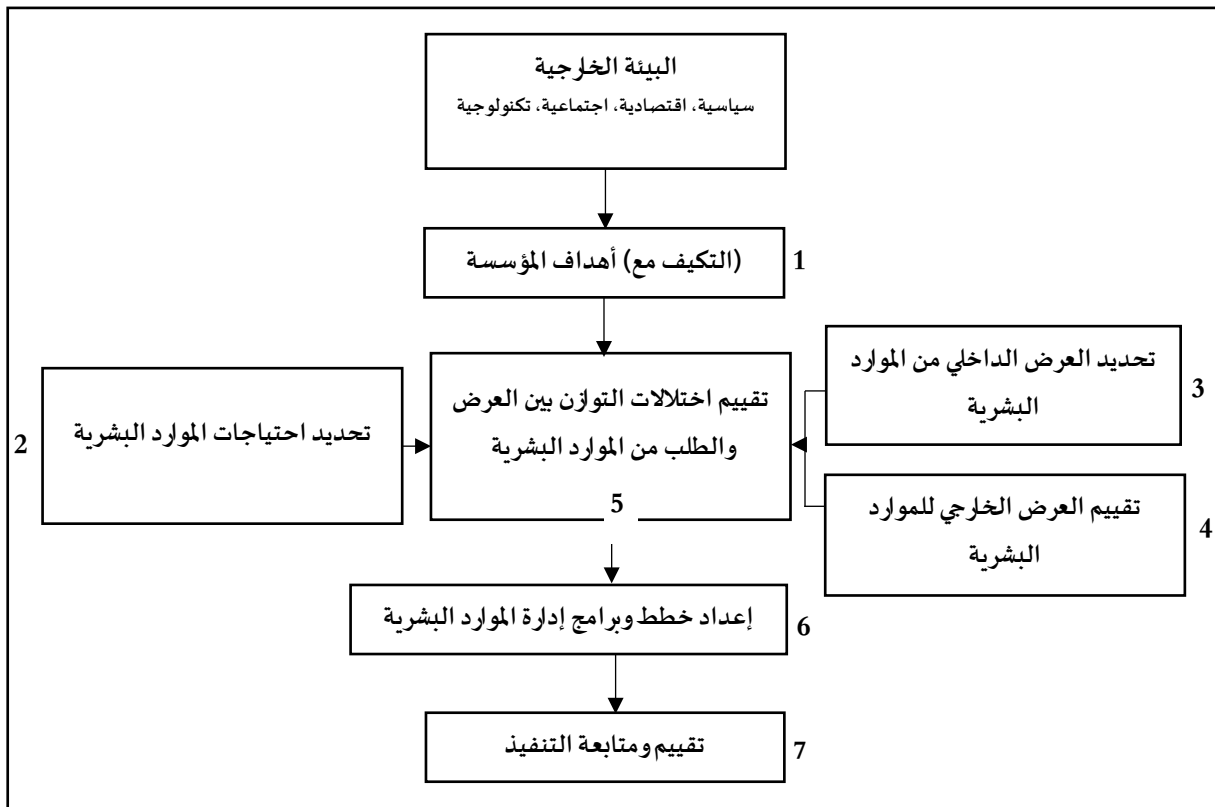 البيئة الخارجية
سياسية، اقتصادية، اجتماعية، تكنولوجية
(التكيف مع) أهداف المؤسسة
1
تحديد العرض الداخلي من الموارد
البشرية
3
تقييم اختلالات التوازن بين العرض
والطلب من الموارد البشرية
5
تحديد احتياجات الموارد البشرية
2
تقييم العرض الخارجي للموارد
البشرية
4
إعداد خطط وبرامج إدارة الموارد البشرية
6
تقييم ومتابعة التنفيذ
7